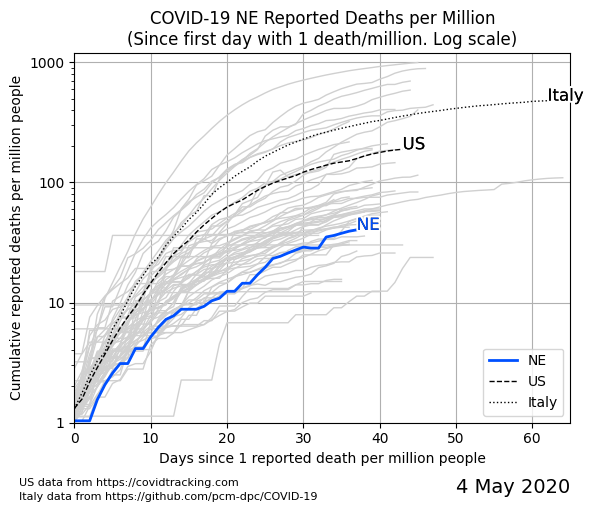 COVID-19 NE Reported Deaths per Million
(Since first day with 1 death/million. Log scale)
Cumulative reported deaths per million people
1000
100
10
1
Italy
US
NE
NE
US
Italy
0
10
20
30
40
50
60
Days since 1 reported death per million people
US data from https://covidtracking.com
Italy data from https://github.com/pcm-dpc/COVID-19
4 May 2020